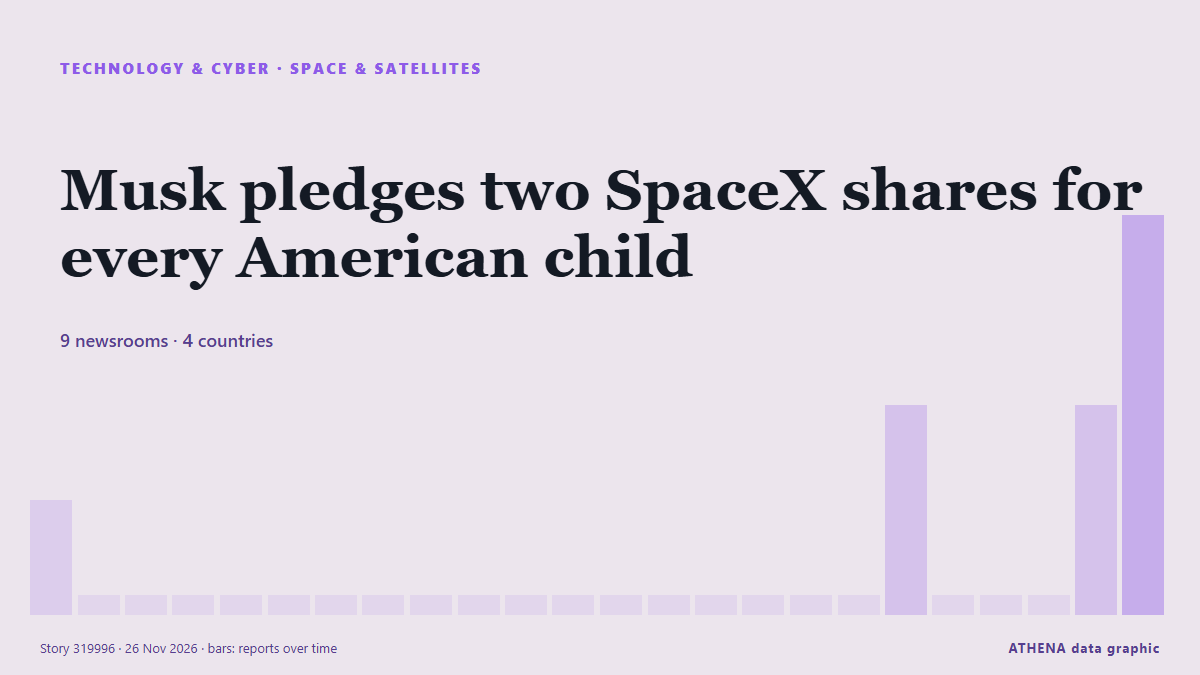 TECHNOLOGY & CYBER · SPACE & SATELLITES
Musk pledges two SpaceX shares for
every American child
9 newsrooms · 4 countries
Story 319996 · 26 Nov 2026 · bars: reports over time
ATHENA data graphic